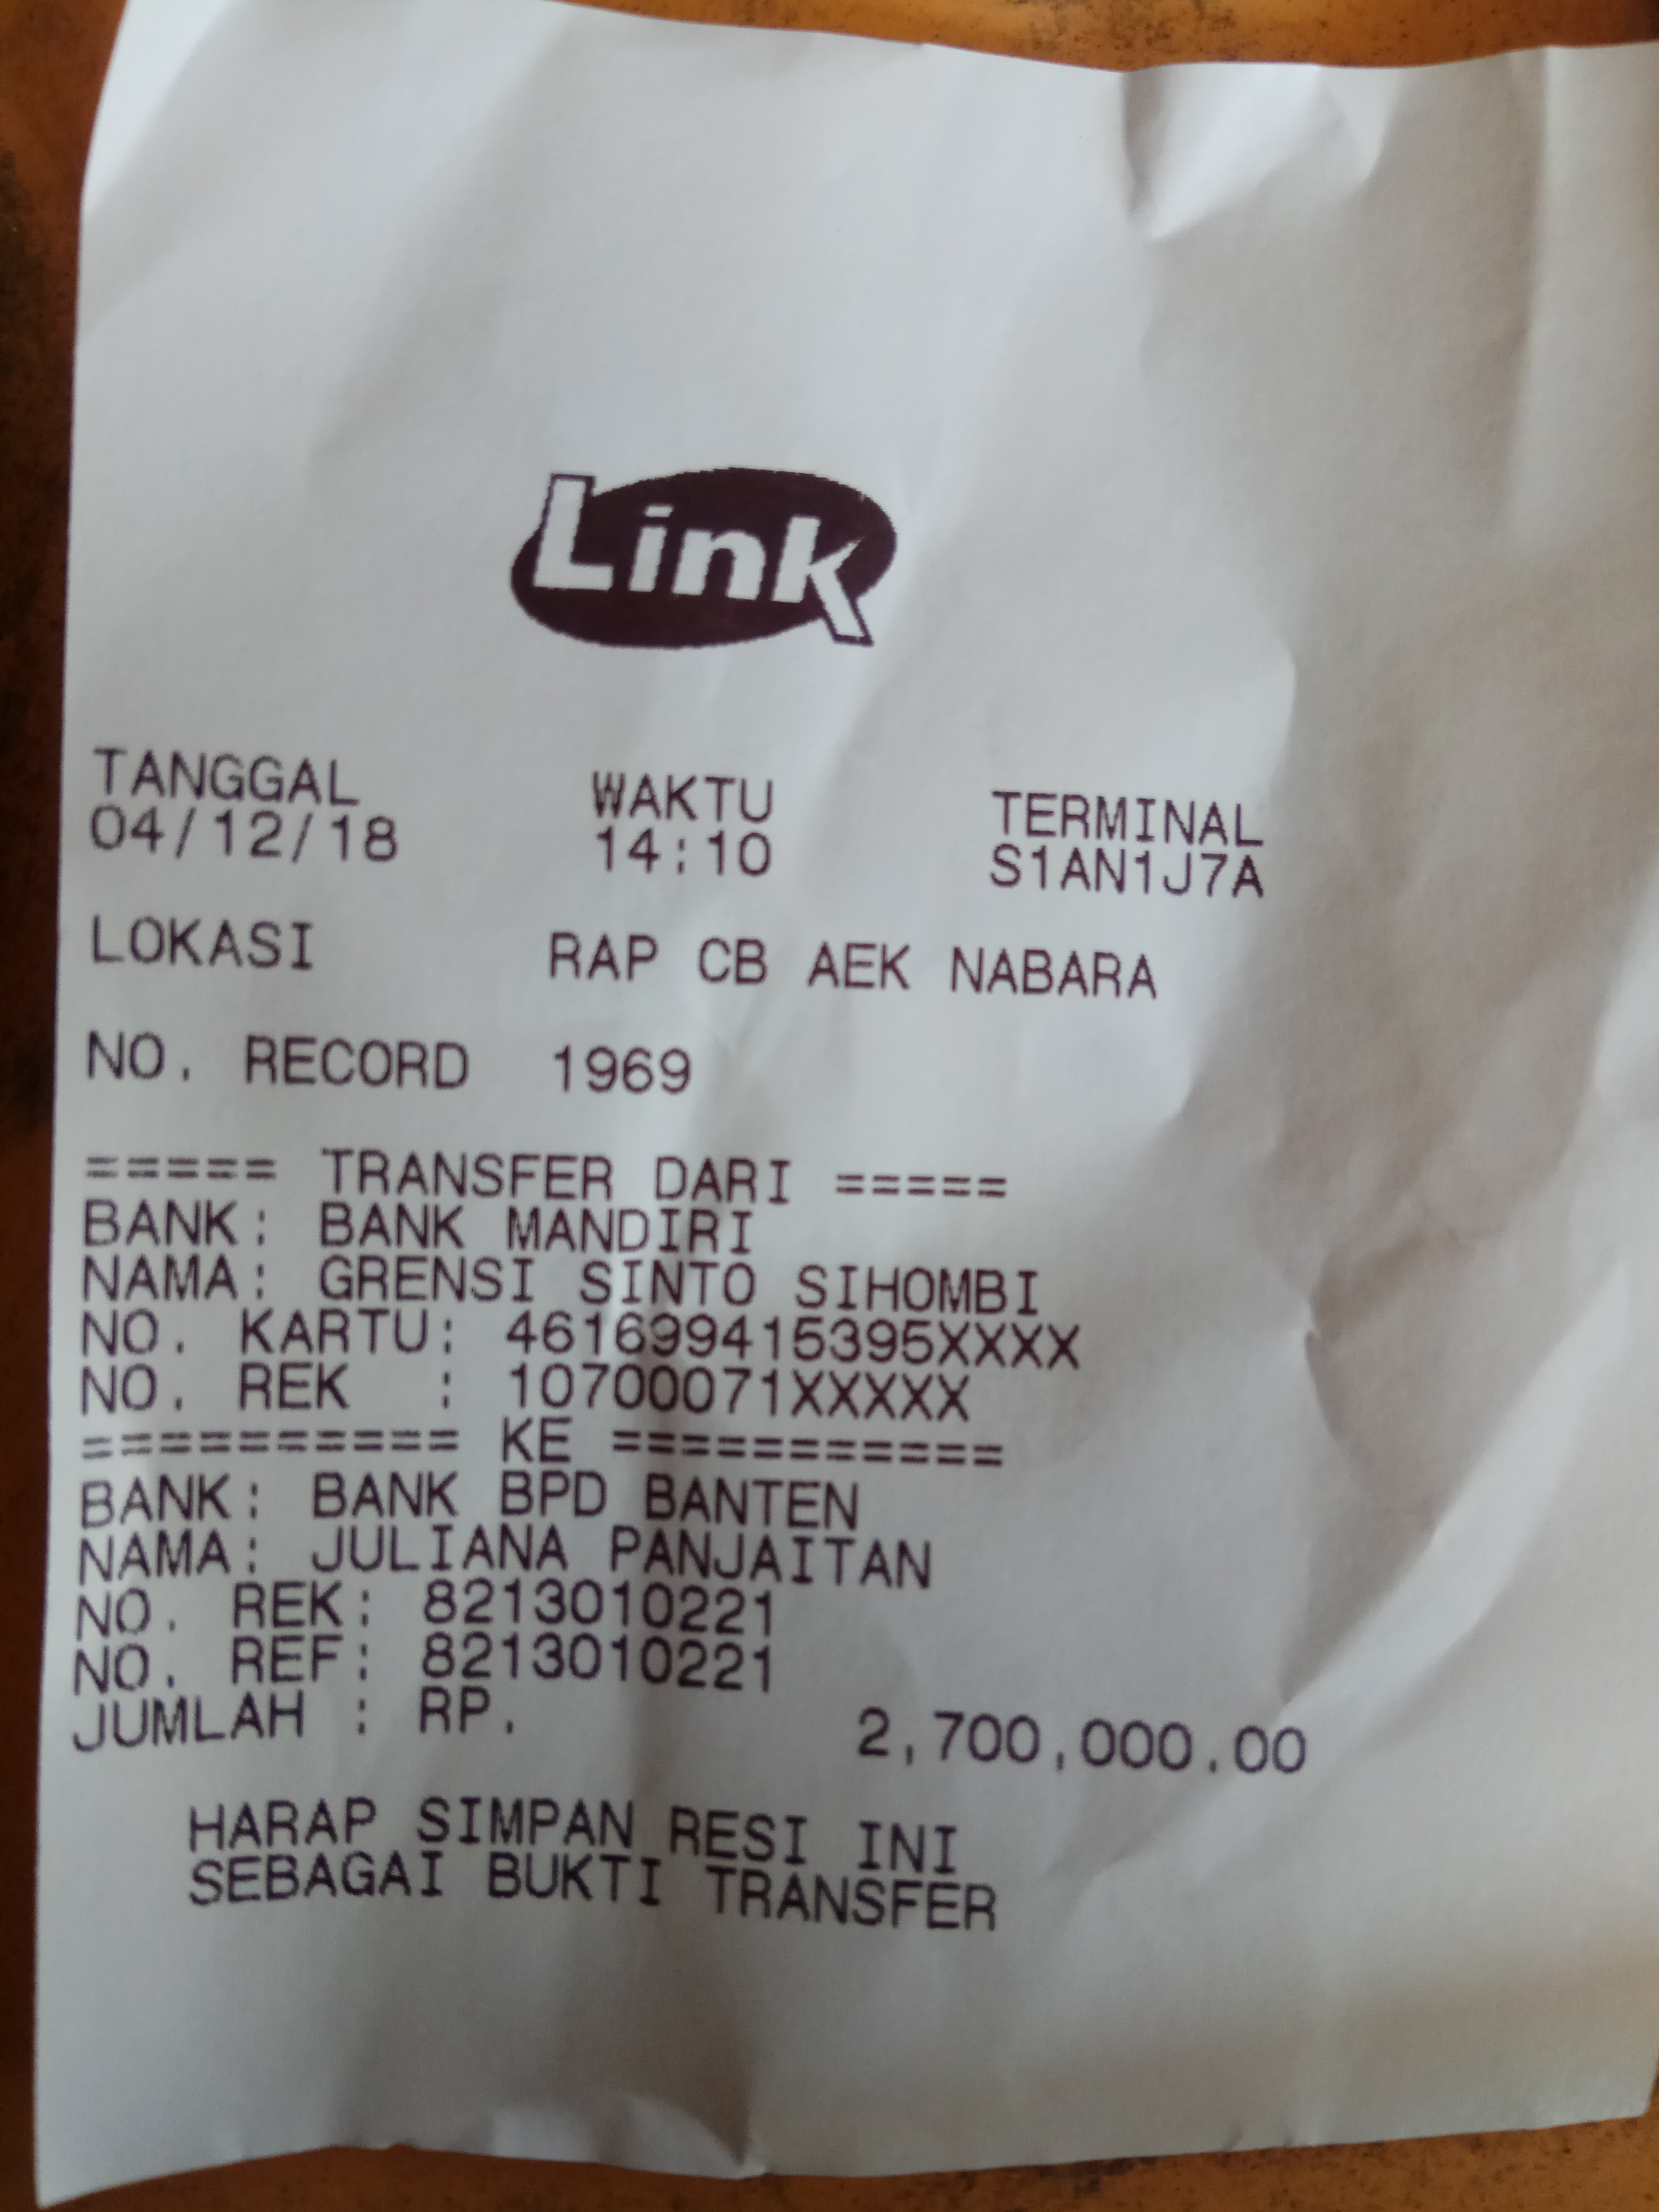 Link
TANGGAL WAKTU TERMINAL
04/12/18 14:10 S1AN1J7A
LOKASI RAP CB AEK NABARA
NO. RECORD 1969
===== TRANSFER DARI =====
BANK: BANK MANDIRI
NAMA: GRENSI SINTO SIHOMBI
NO. KARTU: 461699415395XXXX
NO. REK : 10700071XXXXX
========== KE ===========
BANK: BANK BPD BANTEN
NAMA: JULIANA PANJAITAN
NO. REK: 8213010221
NO. REF: 8213010221
JUMLAH : RP. 2,700,000.00
HARAP SIMPAN RESI INI
SEBAGAI BUKTI TRANSFER